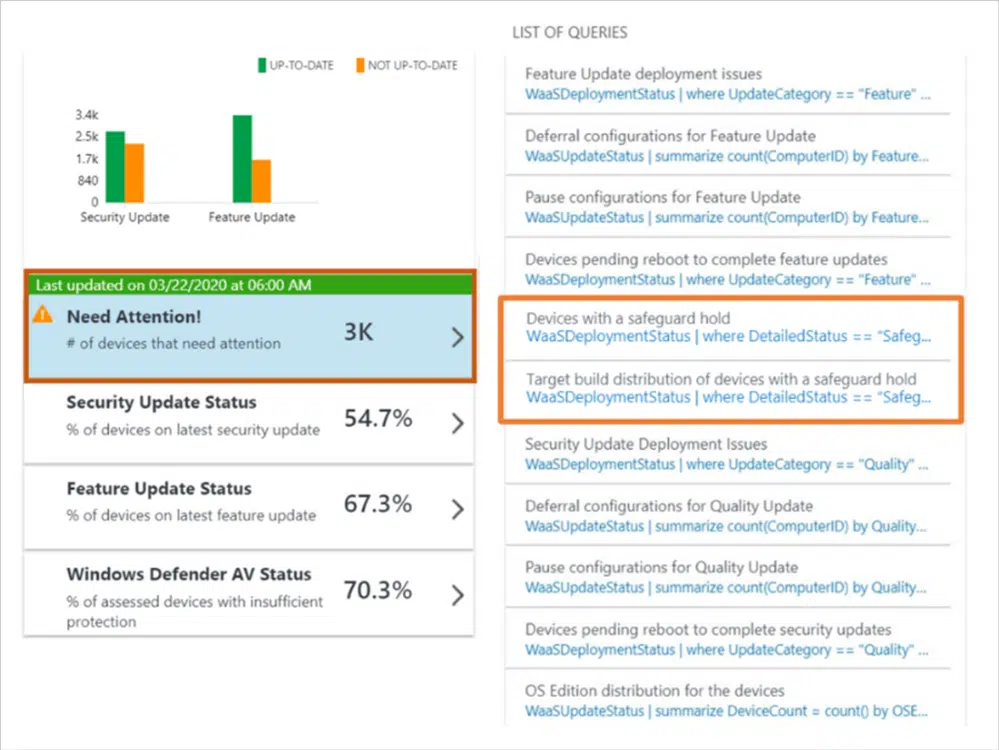 UP-TO-DATE NOT UP-TO-DATE
3.4k
2.5k
1.7k
840
0
Security Update Feature Update
Last updated on 03/22/2020 at 06:00 AM
Need Attention!
# of devices that need attention
3K
Security Update Status
% of devices on latest security update
54.7%
Feature Update Status
% of devices on latest feature update
67.3%
Windows Defender AV Status
% of assessed devices with insufficient
protection
70.3%
LIST OF QUERIES
Feature Update deployment issues
WaaSDeploymentStatus | where UpdateCategory == "Feature" ...
Deferral configurations for Feature Update
WaaSUpdateStatus | summarize count(ComputerID) by Feature...
Pause configurations for Feature Update
WaaSUpdateStatus | summarize count(ComputerID) by Feature...
Devices pending reboot to complete feature updates
WaaSDeploymentStatus | where UpdateCategory == "Feature" ...
Devices with a safeguard hold
WaaSDeploymentStatus | where DetailedStatus == "Safeg...
Target build distribution of devices with a safeguard hold
WaaSDeploymentStatus | where DetailedStatus == "Safeg...
Security Update Deployment Issues
WaaSDeploymentStatus | where UpdateCategory == "Quality" ...
Deferral configurations for Quality Update
WaaSUpdateStatus | summarize count(ComputerID) by Quality...
Pause configurations for Quality Update
WaaSUpdateStatus | summarize count(ComputerID) by Quality...
Devices pending reboot to complete security updates
WaaSDeploymentStatus | where UpdateCategory == "Quality" ...
OS Edition distribution for the devices
WaaSUpdateStatus | summarize DeviceCount = count() by OSE...